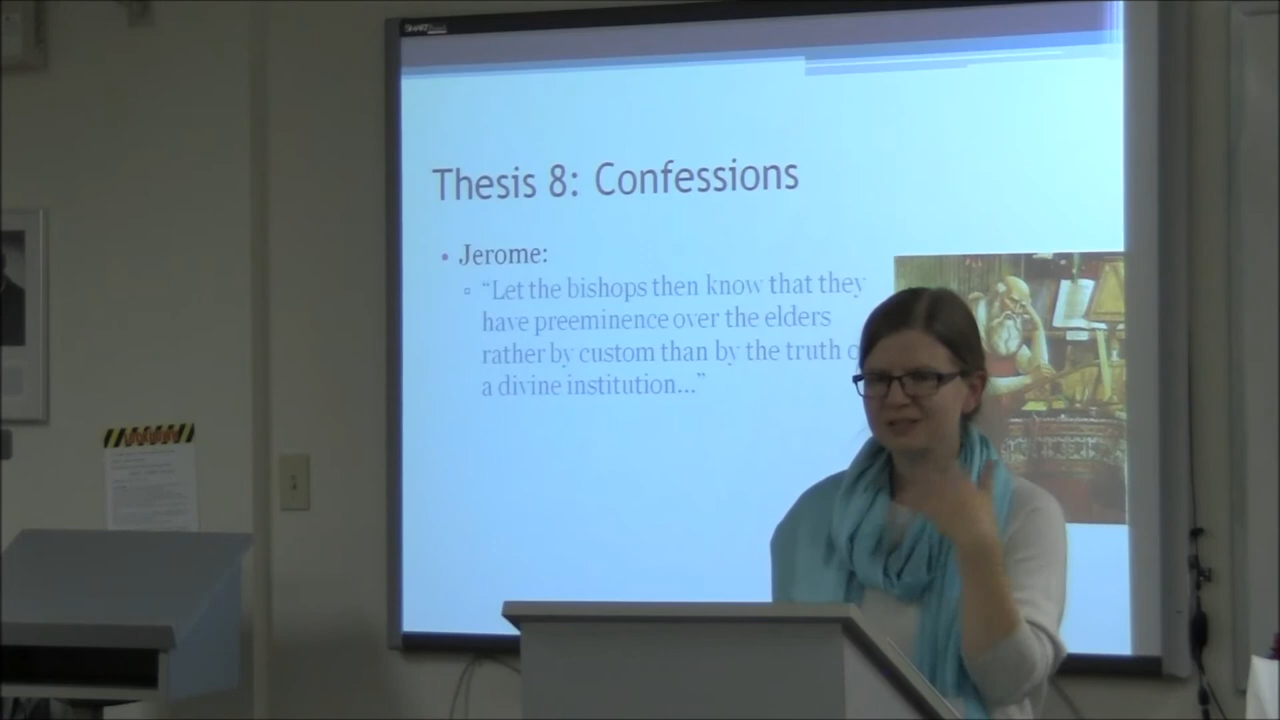 SMART
Thesis 8: Confessions
• Jerome:
▫ “Let the bishops then know that they
have preeminence over the elders
rather by custom than by the truth
a divine institution...”